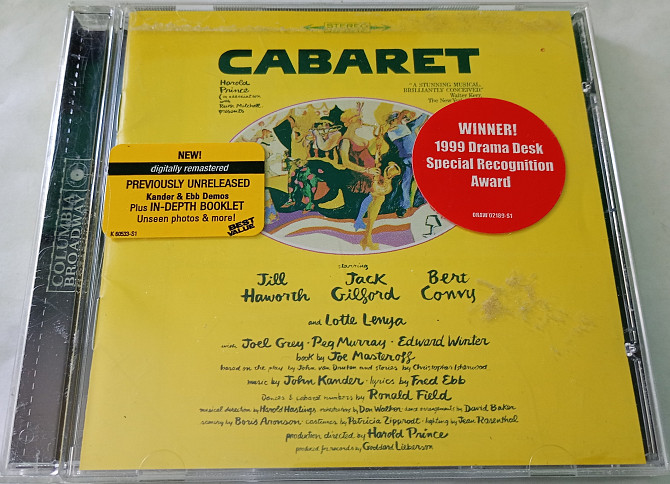 STEREO
CABARET
Harold
Prince
in association
with
Ruth Mitchell
presents
"A STUNNING MUSICAL,
BRILLIANTLY CONCEIVED"
Walter Kerr,
The New
WINNER!
1999 Drama Desk
Special Recognition
Award
DRAW 02189-S1
NEW!
digitally remastered
PREVIOUSLY UNRELEASED
Kander & Ebb Demos
Plus IN-DEPTH BOOKLET
Unseen photos & more!
BEST
VALUE
K 60533-S1
COLUMBIA
BROADWAY
starring
Jill Haworth
Jack Gilford
Bert Convy
and Lotte Lenya
with Joel Grey · Peg Murray · Edward Winter
book by Joe Masteroff
based on the play by John van Druten and stories by Christopher Isherwood
music by John Kander · lyrics by Fred Ebb
Dances & cabaret numbers by Ronald Field
musical direction by Harold Hastings · orchestrations by Don Walker · dance arrangements by David Baker
scenery by Boris Aronson · costumes by Patricia Zipprodt · lighting by Jean Rosenthal
production directed by Harold Prince
produced for records by Goddard Lieberson